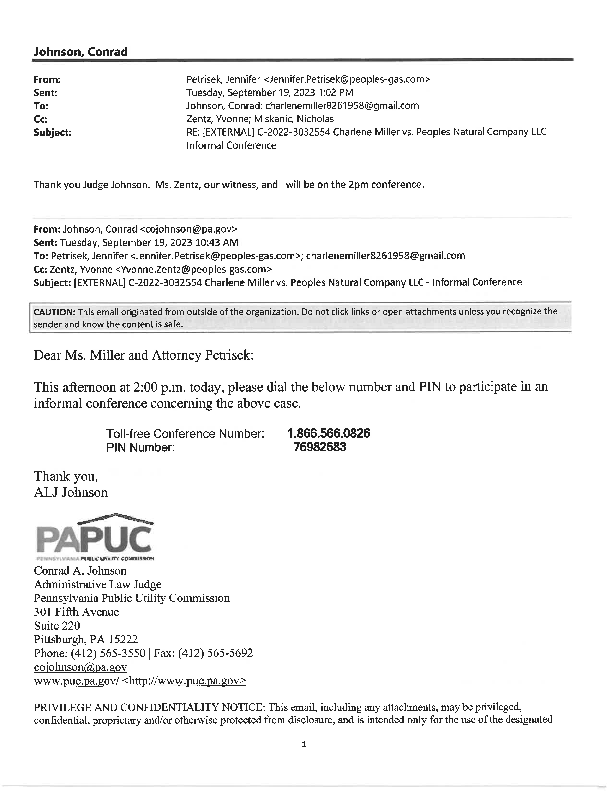 Johnson, Conrad
From: Petrisek, Jennifer <Jennifer.Petrisek@peoples-gas.com>
Sent: Tuesday, September 19, 2023 1:02 PM
To: Johnson, Conrad; charlenemiller8261958@gmail.com
Cc: Zentz, Yvonne; Miskanic, Nicholas
Subject: RE: [EXTERNAL] C-2022-3032554 Charlene Miller vs. Peoples Natural Company LLC
Informal Conference
Thank you Judge Johnson. Ms. Zentz, our witness, and will be on the 2pm conference.
From: Johnson, Conrad <cojohnson@pa.gov>
Sent: Tuesday, September 19, 2023 10:43 AM
To: Petrisek, Jennifer <Jennifer.Petrisek@peoples-gas.com>; charlenemiller8261958@gmail.com
Cc: Zentz, Yvonne <Yvonne.Zentz@peoples-gas.com>
Subject: [EXTERNAL] C-2022-3032554 Charlene Miller vs. Peoples Natural Company LLC - Informal Conference
CAUTION: This email originated from outside of the organization. Do not click links or open attachments unless you recognize the
sender and know the content is safe.
Dear Ms. Miller and Attorney Petrisek:
This afternoon at 2:00 p.m. today, please dial the below number and PIN to participate in an
informal conference concerning the above case.
Toll-free Conference Number: 1.866.566.0826
PIN Number: 76982683
Thank you,
ALJ Johnson
PAPUC
PENNSYLVANIA PUBLIC UTILITY COMMISSION
Conrad A. Johnson
Administrative Law Judge
Pennsylvania Public Utility Commission
301 Fifth Avenue
Suite 220
Pittsburgh, PA 15222
Phone: (412) 565-3550 | Fax: (412) 565-5692
cojohnson@pa.gov
www.puc.pa.gov/ <http://www.puc.pa.gov>
PRIVILEGE AND CONFIDENTIALITY NOTICE: This email, including any attachments, may be privileged,
confidential, proprietary and/or otherwise protected from disclosure, and is intended only for the use of the designated
1